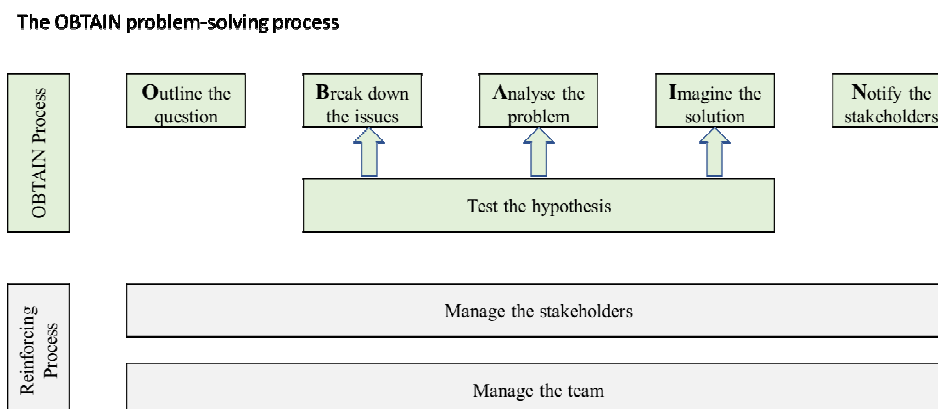 The OBTAIN problem-solving process
OBTAIN Process
Outline the
question
Break down
the issues
Analyse the
problem
Imagine the
solution
Notify the
stakeholders
Test the hypothesis
Reinforcing
Process
Manage the stakeholders
Manage the team